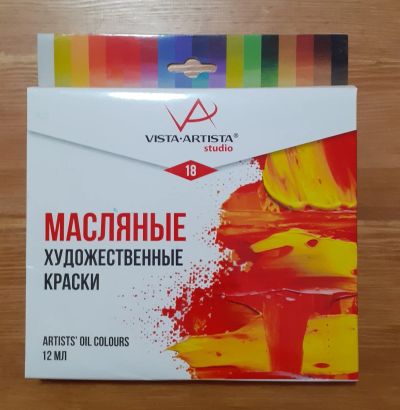 VISTA-ARTISTA®
studio
18
МАСЛЯНЫЕ
ХУДОЖЕСТВЕННЫЕ
КРАСКИ
ARTISTS' OIL COLOURS
12 МЛ